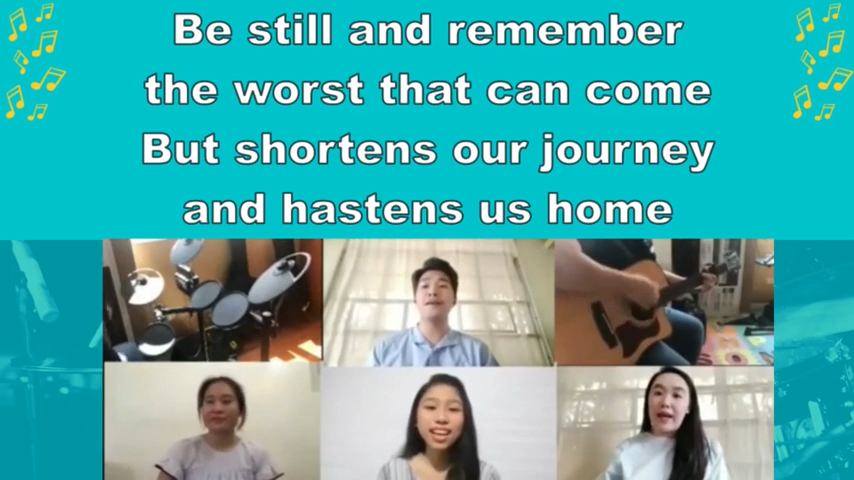 Be still and remember
the worst that can come
But shortens our journey
and hastens us home